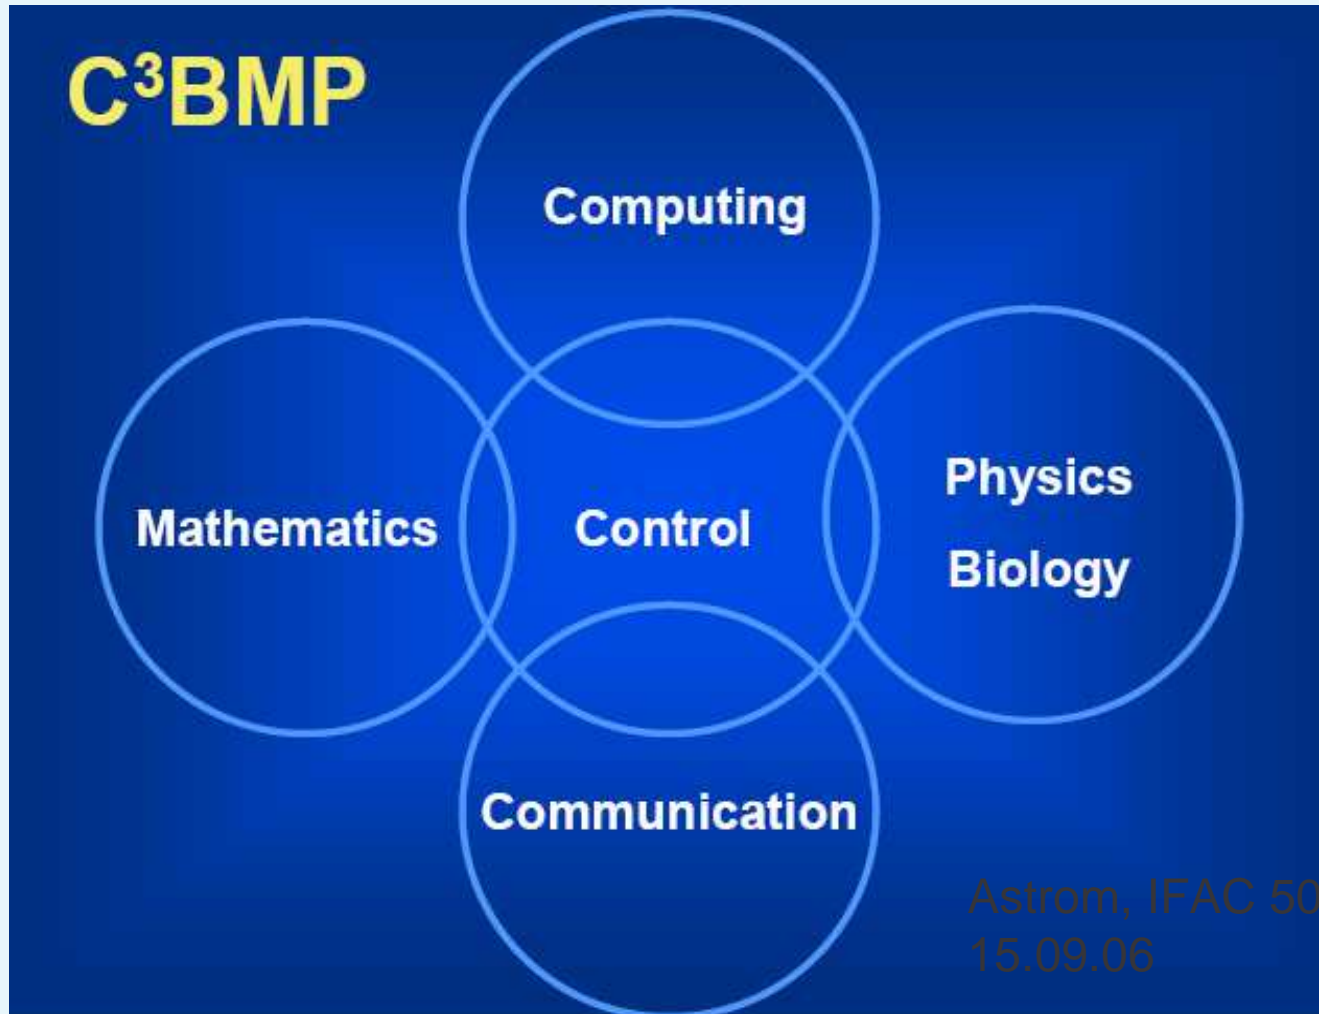 C³BMP
Computing
Mathematics
Control
Physics
Biology
Communication
Astrom, IFAC 50
15.09.06